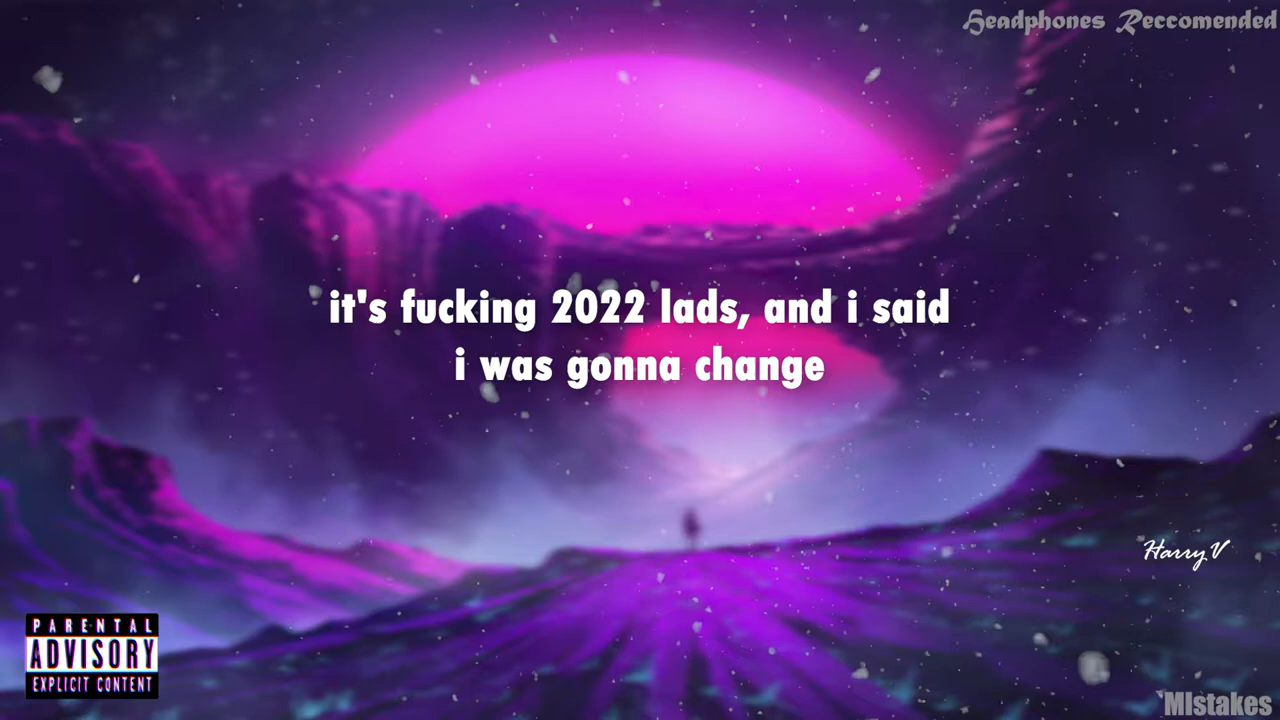 Headphones Reccomended
it's fucking 2022 lads, and i said
i was gonna change
Harry V
PARENTAL
ADVISORY
EXPLICIT CONTENT
MIstakes